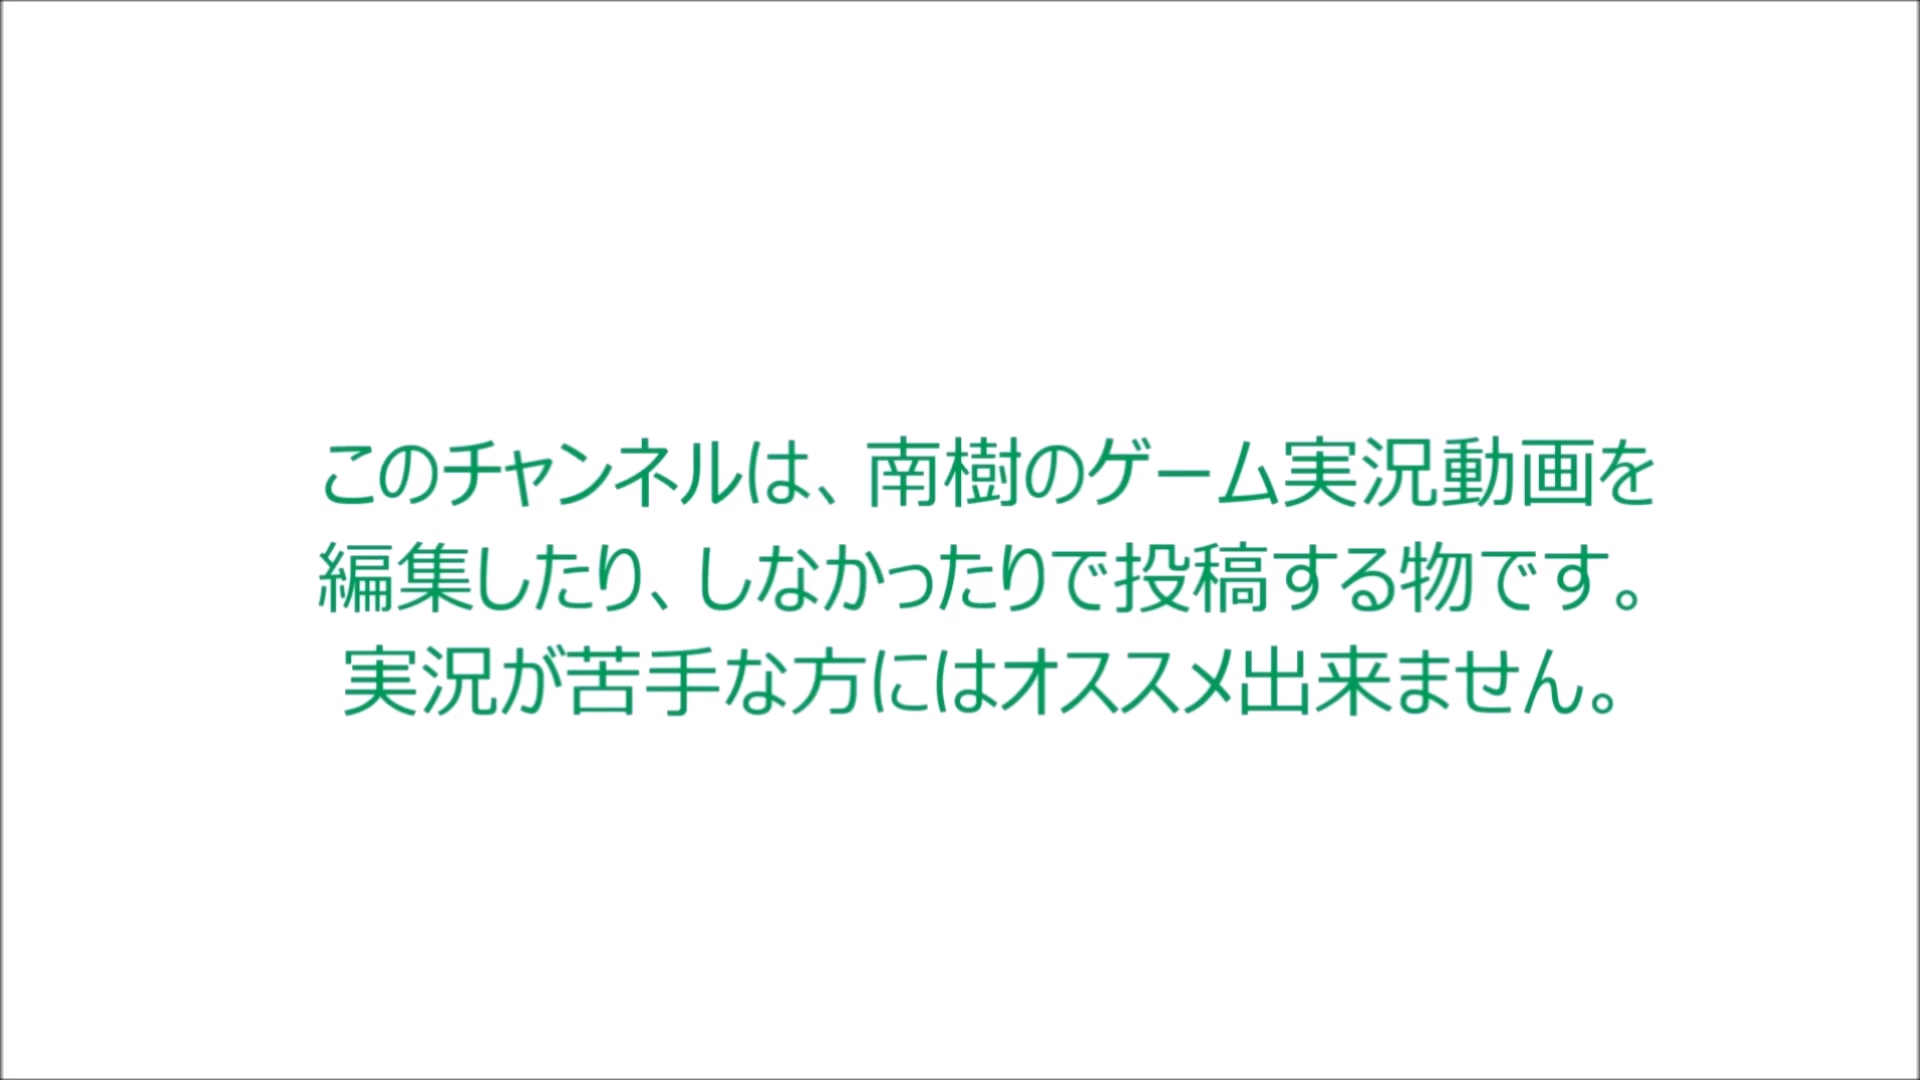 このチャンネルは、南樹のゲーム実況動画を
編集したり、しなかったりで投稿する物です。
実況が苦手な方にはオススメ出来ません。